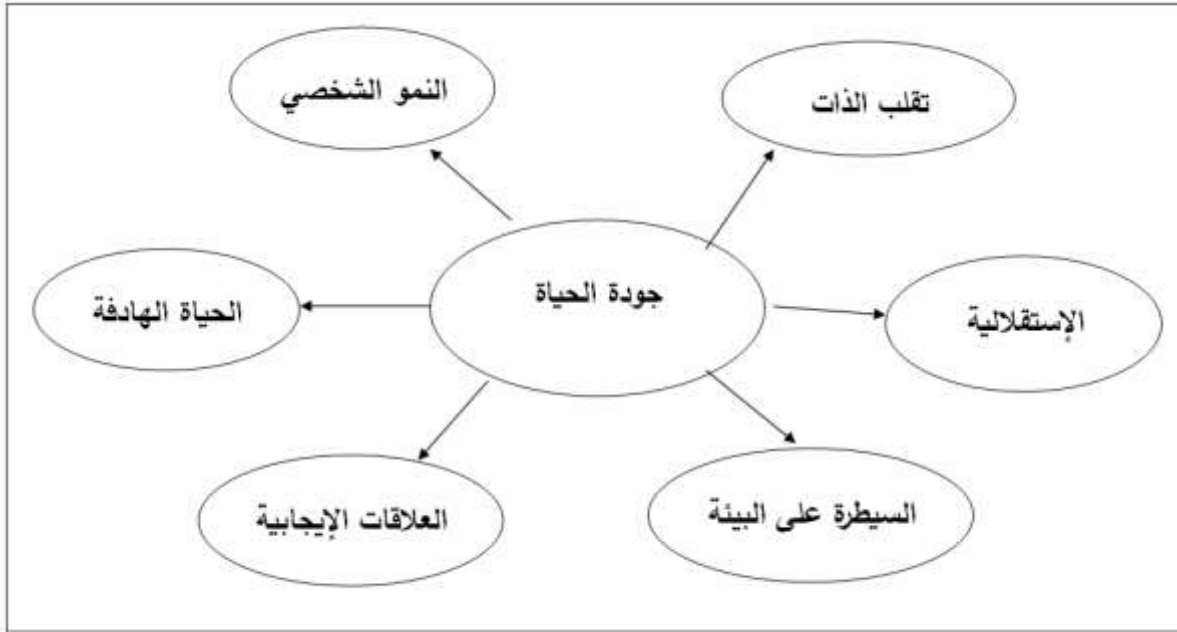 تقلب الذات
النمو الشخصي
جودة الحياة
الإستقلالية
الحياة الهادفة
السيطرة على البيئة
العلاقات الإيجابية